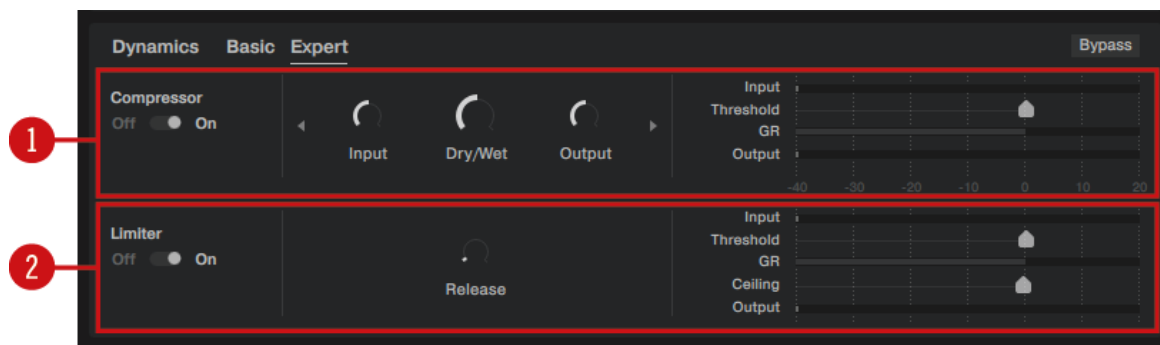 Dynamics Basic Expert Bypass
1
Compressor
Off On
Input Dry/Wet Output
Input
Threshold
GR
Output
-40 -30 -20 -10 0 10 20
2
Limiter
Off On
Release
Input
Threshold
GR
Ceiling
Output